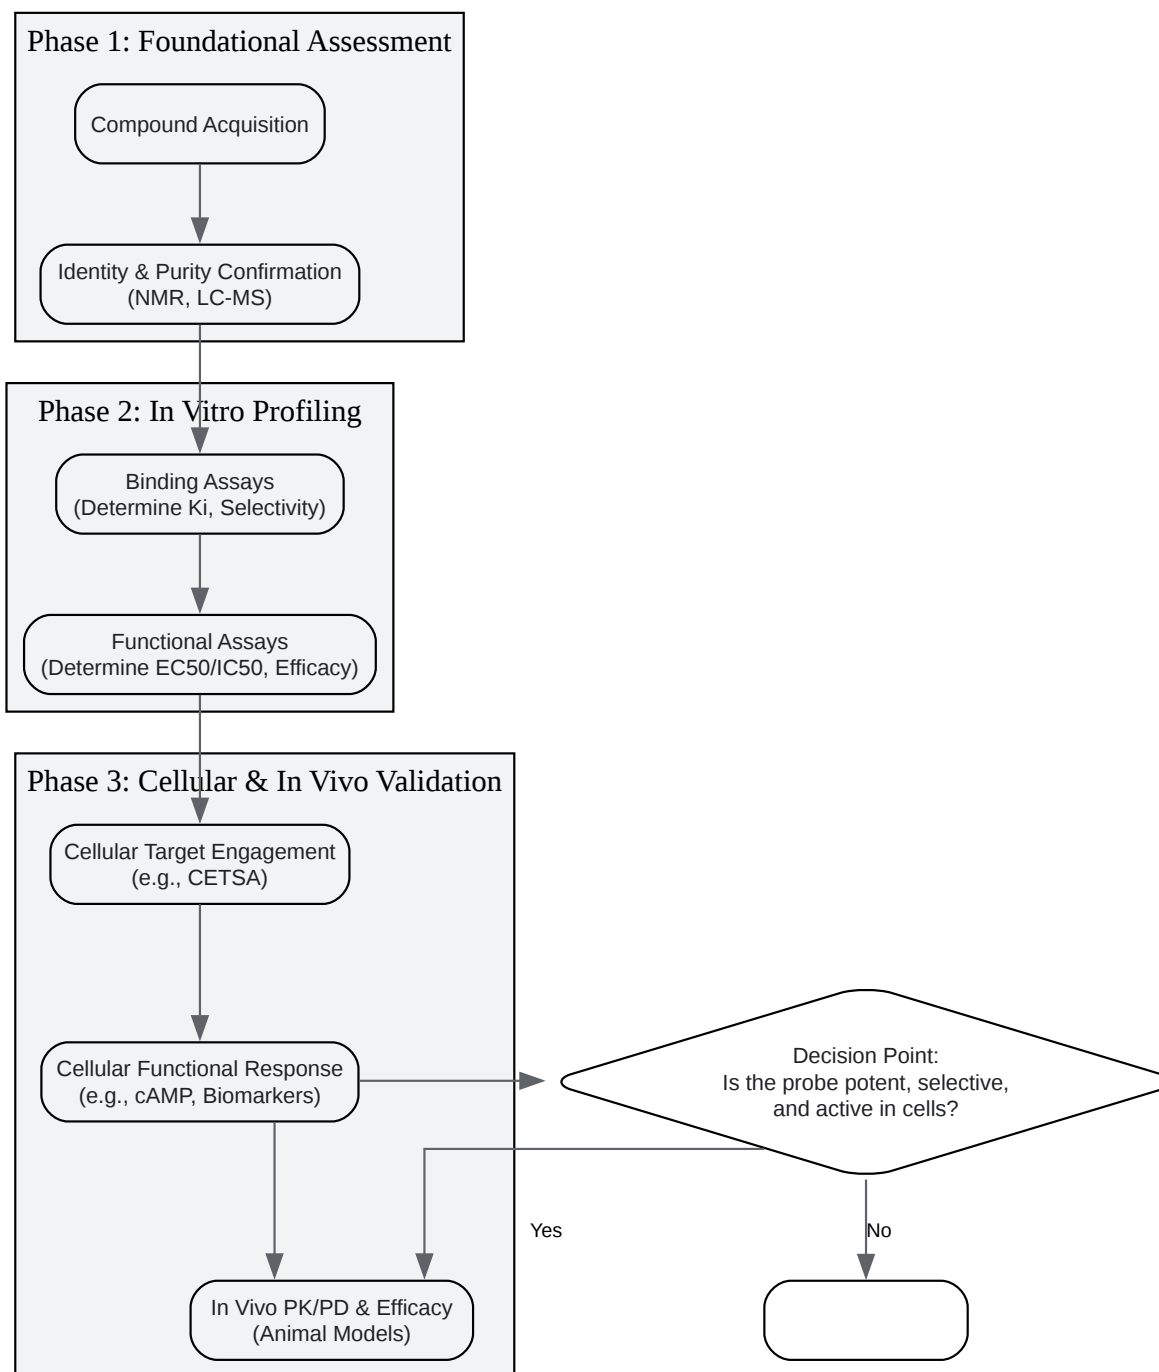 Phase 1: Foundational Assessment
Compound Acquisition
Identity & Purity Confirmation
(NMR, LC-MS)
Phase 2: In Vitro Profiling
Binding Assays
(Determine Ki, Selectivity)
Functional Assays
(Determine EC50/IC50, Efficacy)
Phase 3: Cellular & In Vivo Validation
Cellular Target Engagement
(e.g., CETSA)
Cellular Functional Response
(e.g., cAMP, Biomarkers)
Decision Point:
Is the probe potent, selective,
and active in cells?
Yes
No
In Vivo PK/PD & Efficacy
(Animal Models)